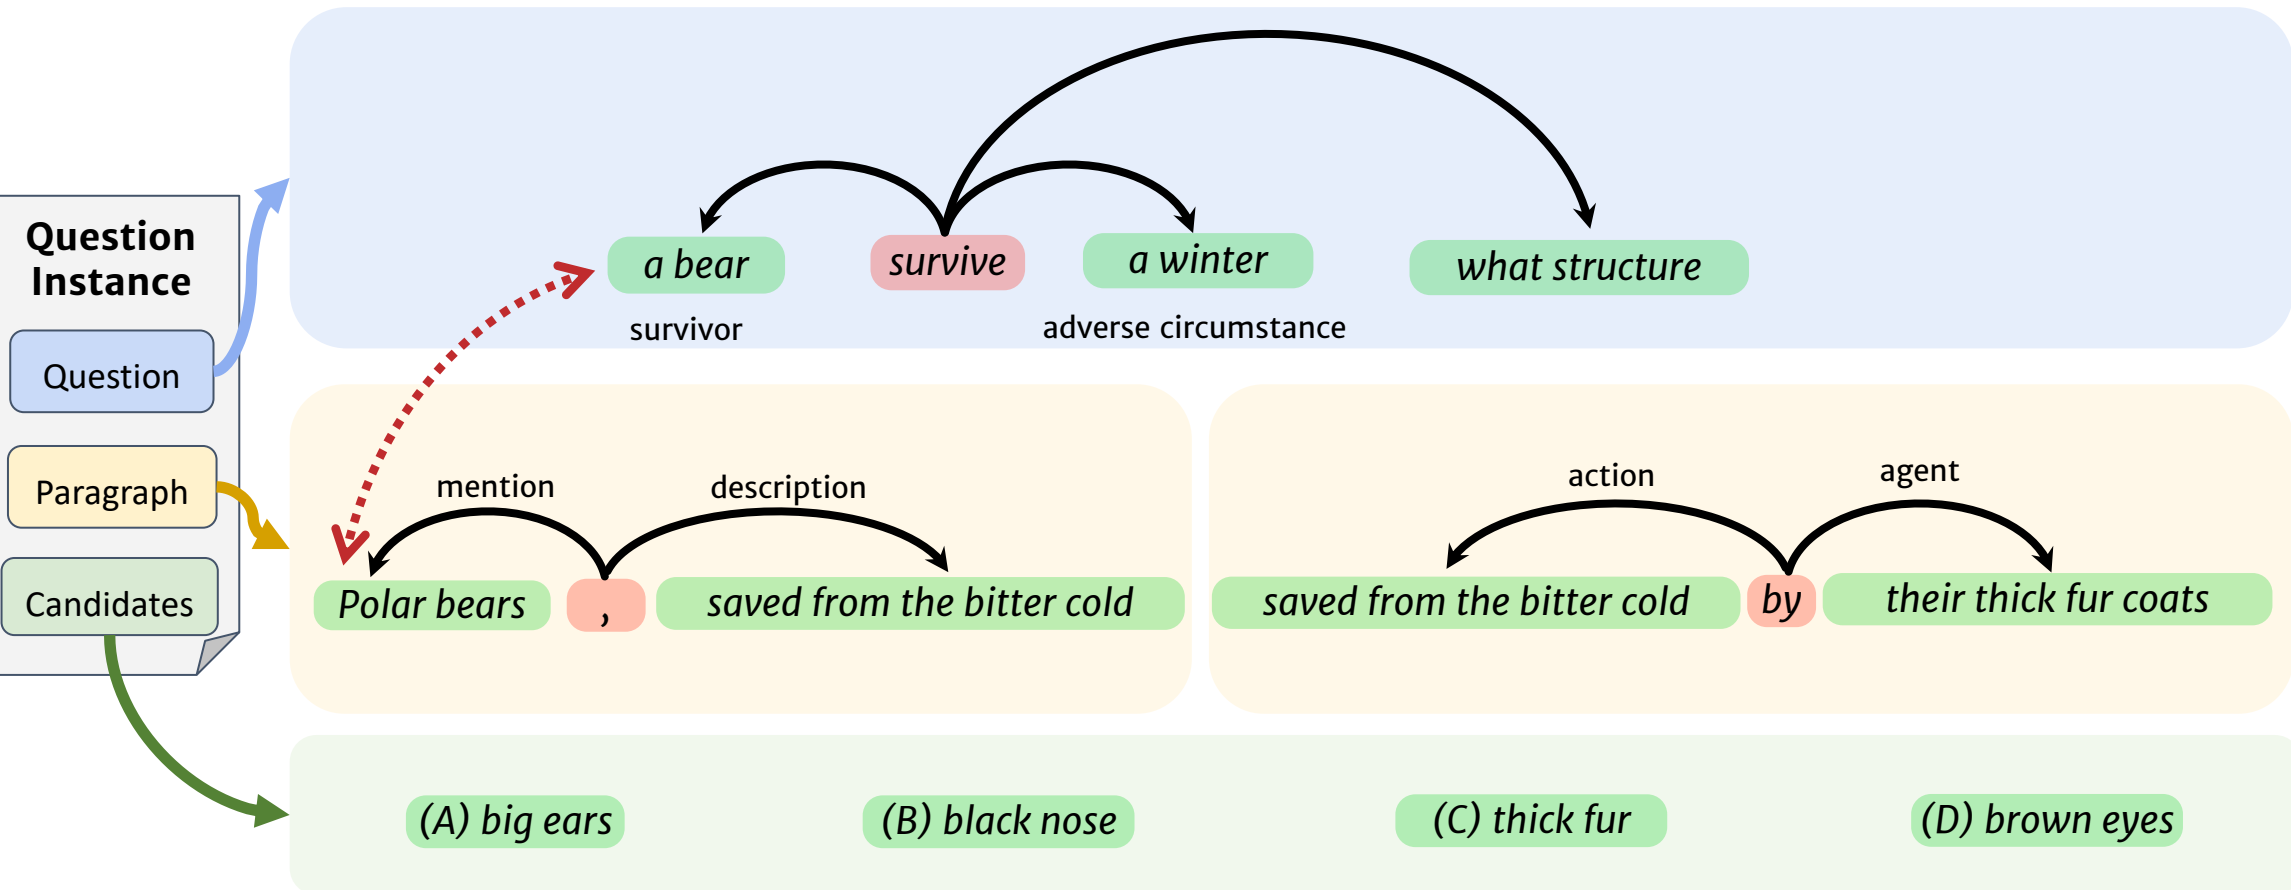 Question
Instance
Question
Paragraph
Candidates
a bear survive a winter what structure
survivor adverse circumstance
mention description action agent
Polar bears , saved from the bitter cold saved from the bitter cold by their thick fur coats
(A) big ears (B) black nose (C) thick fur (D) brown eyes